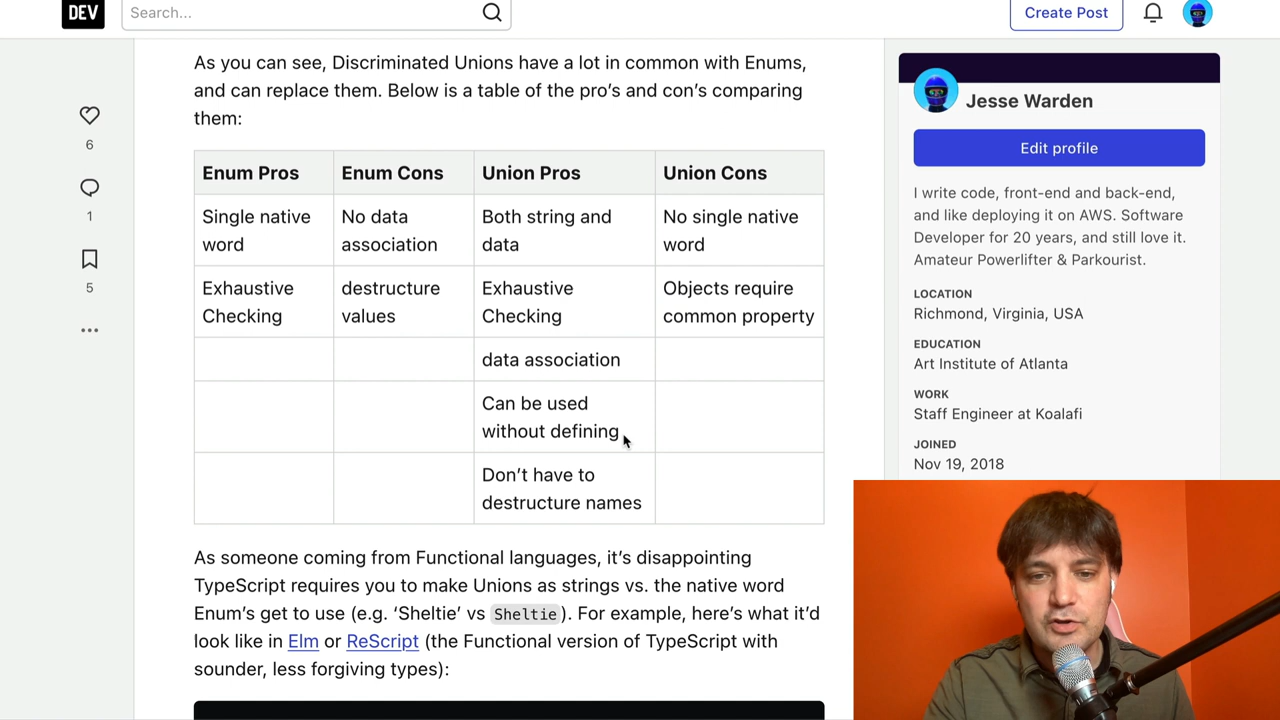 DEV
Search...
Create Post
6
1
5
As you can see, Discriminated Unions have a lot in common with Enums,
and can replace them. Below is a table of the pro’s and con’s comparing
them:
Enum Pros
Enum Cons
Union Pros
Union Cons
Single native
word
No data
association
Both string and
data
No single native
word
Exhaustive
Checking
destructure
values
Exhaustive
Checking
Objects require
common property
data association
Can be used
without defining
Don’t have to
destructure names
As someone coming from Functional languages, it’s disappointing
TypeScript requires you to make Unions as strings vs. the native word
Enum’s get to use (e.g. ‘Sheltie’ vs Sheltie). For example, here’s what it’d
look like in Elm or ReScript (the Functional version of TypeScript with
sounder, less forgiving types):
Jesse Warden
Edit profile
I write code, front-end and back-end,
and like deploying it on AWS. Software
Developer for 20 years, and still love it.
Amateur Powerlifter & Parkourist.
LOCATION
Richmond, Virginia, USA
EDUCATION
Art Institute of Atlanta
WORK
Staff Engineer at Koalafi
JOINED
Nov 19, 2018